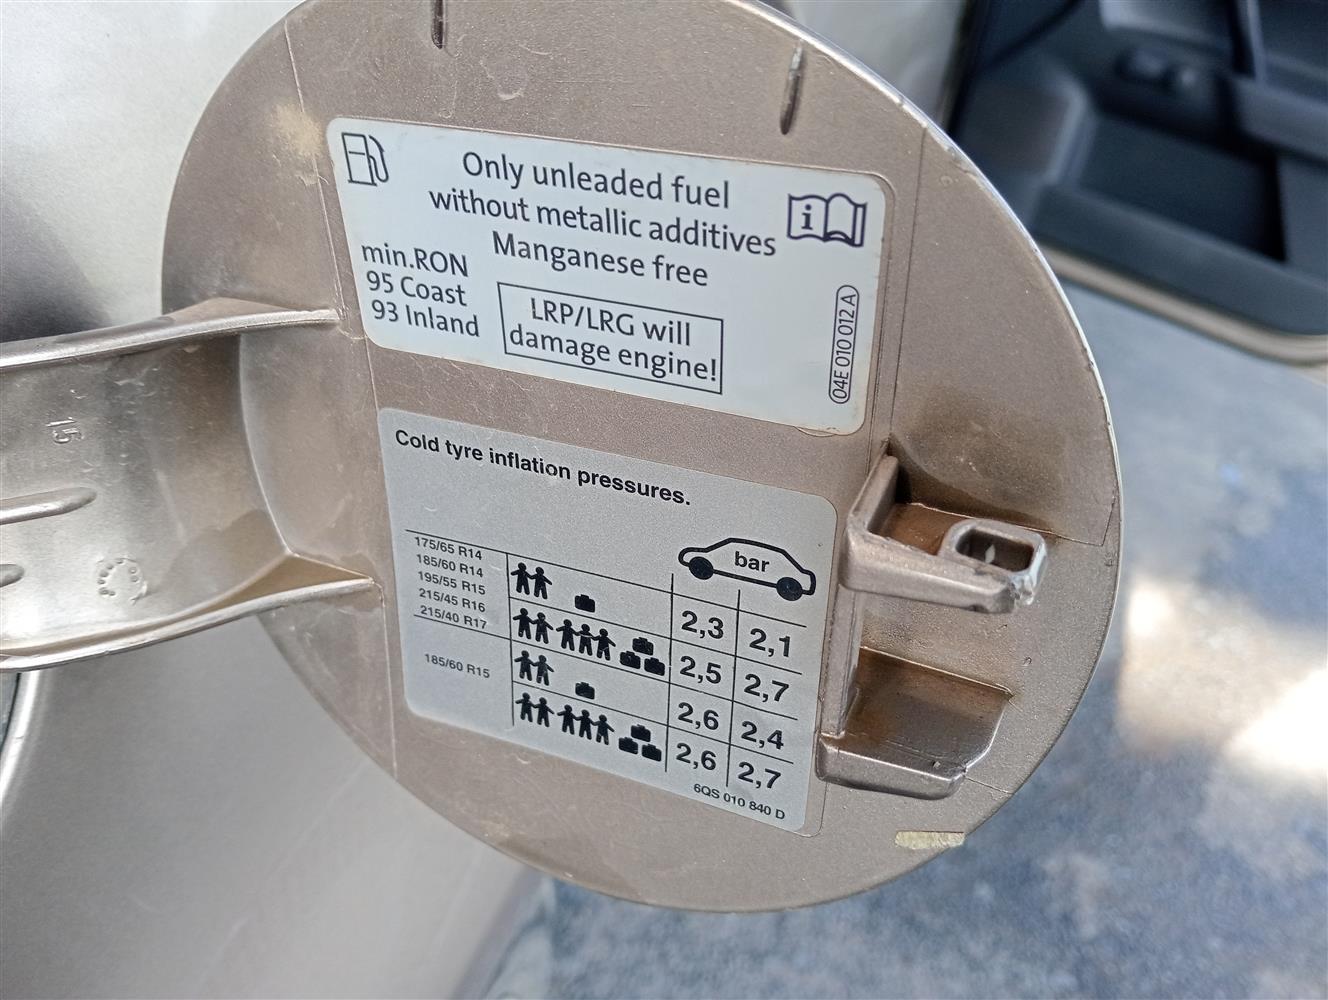 Only unleaded fuel
without metallic additives
Manganese free
min.RON
95 Coast
93 Inland
LRP/LRG will
damage engine!
i
04E 010 012 A
15
Cold tyre inflation pressures.
bar
175/65 R14
185/60 R14
195/55 R15
215/45 R16
215/40 R17
2,3 2,1
2,5 2,7
185/60 R15
2,6 2,4
2,6 2,7
6QS 010 840 D